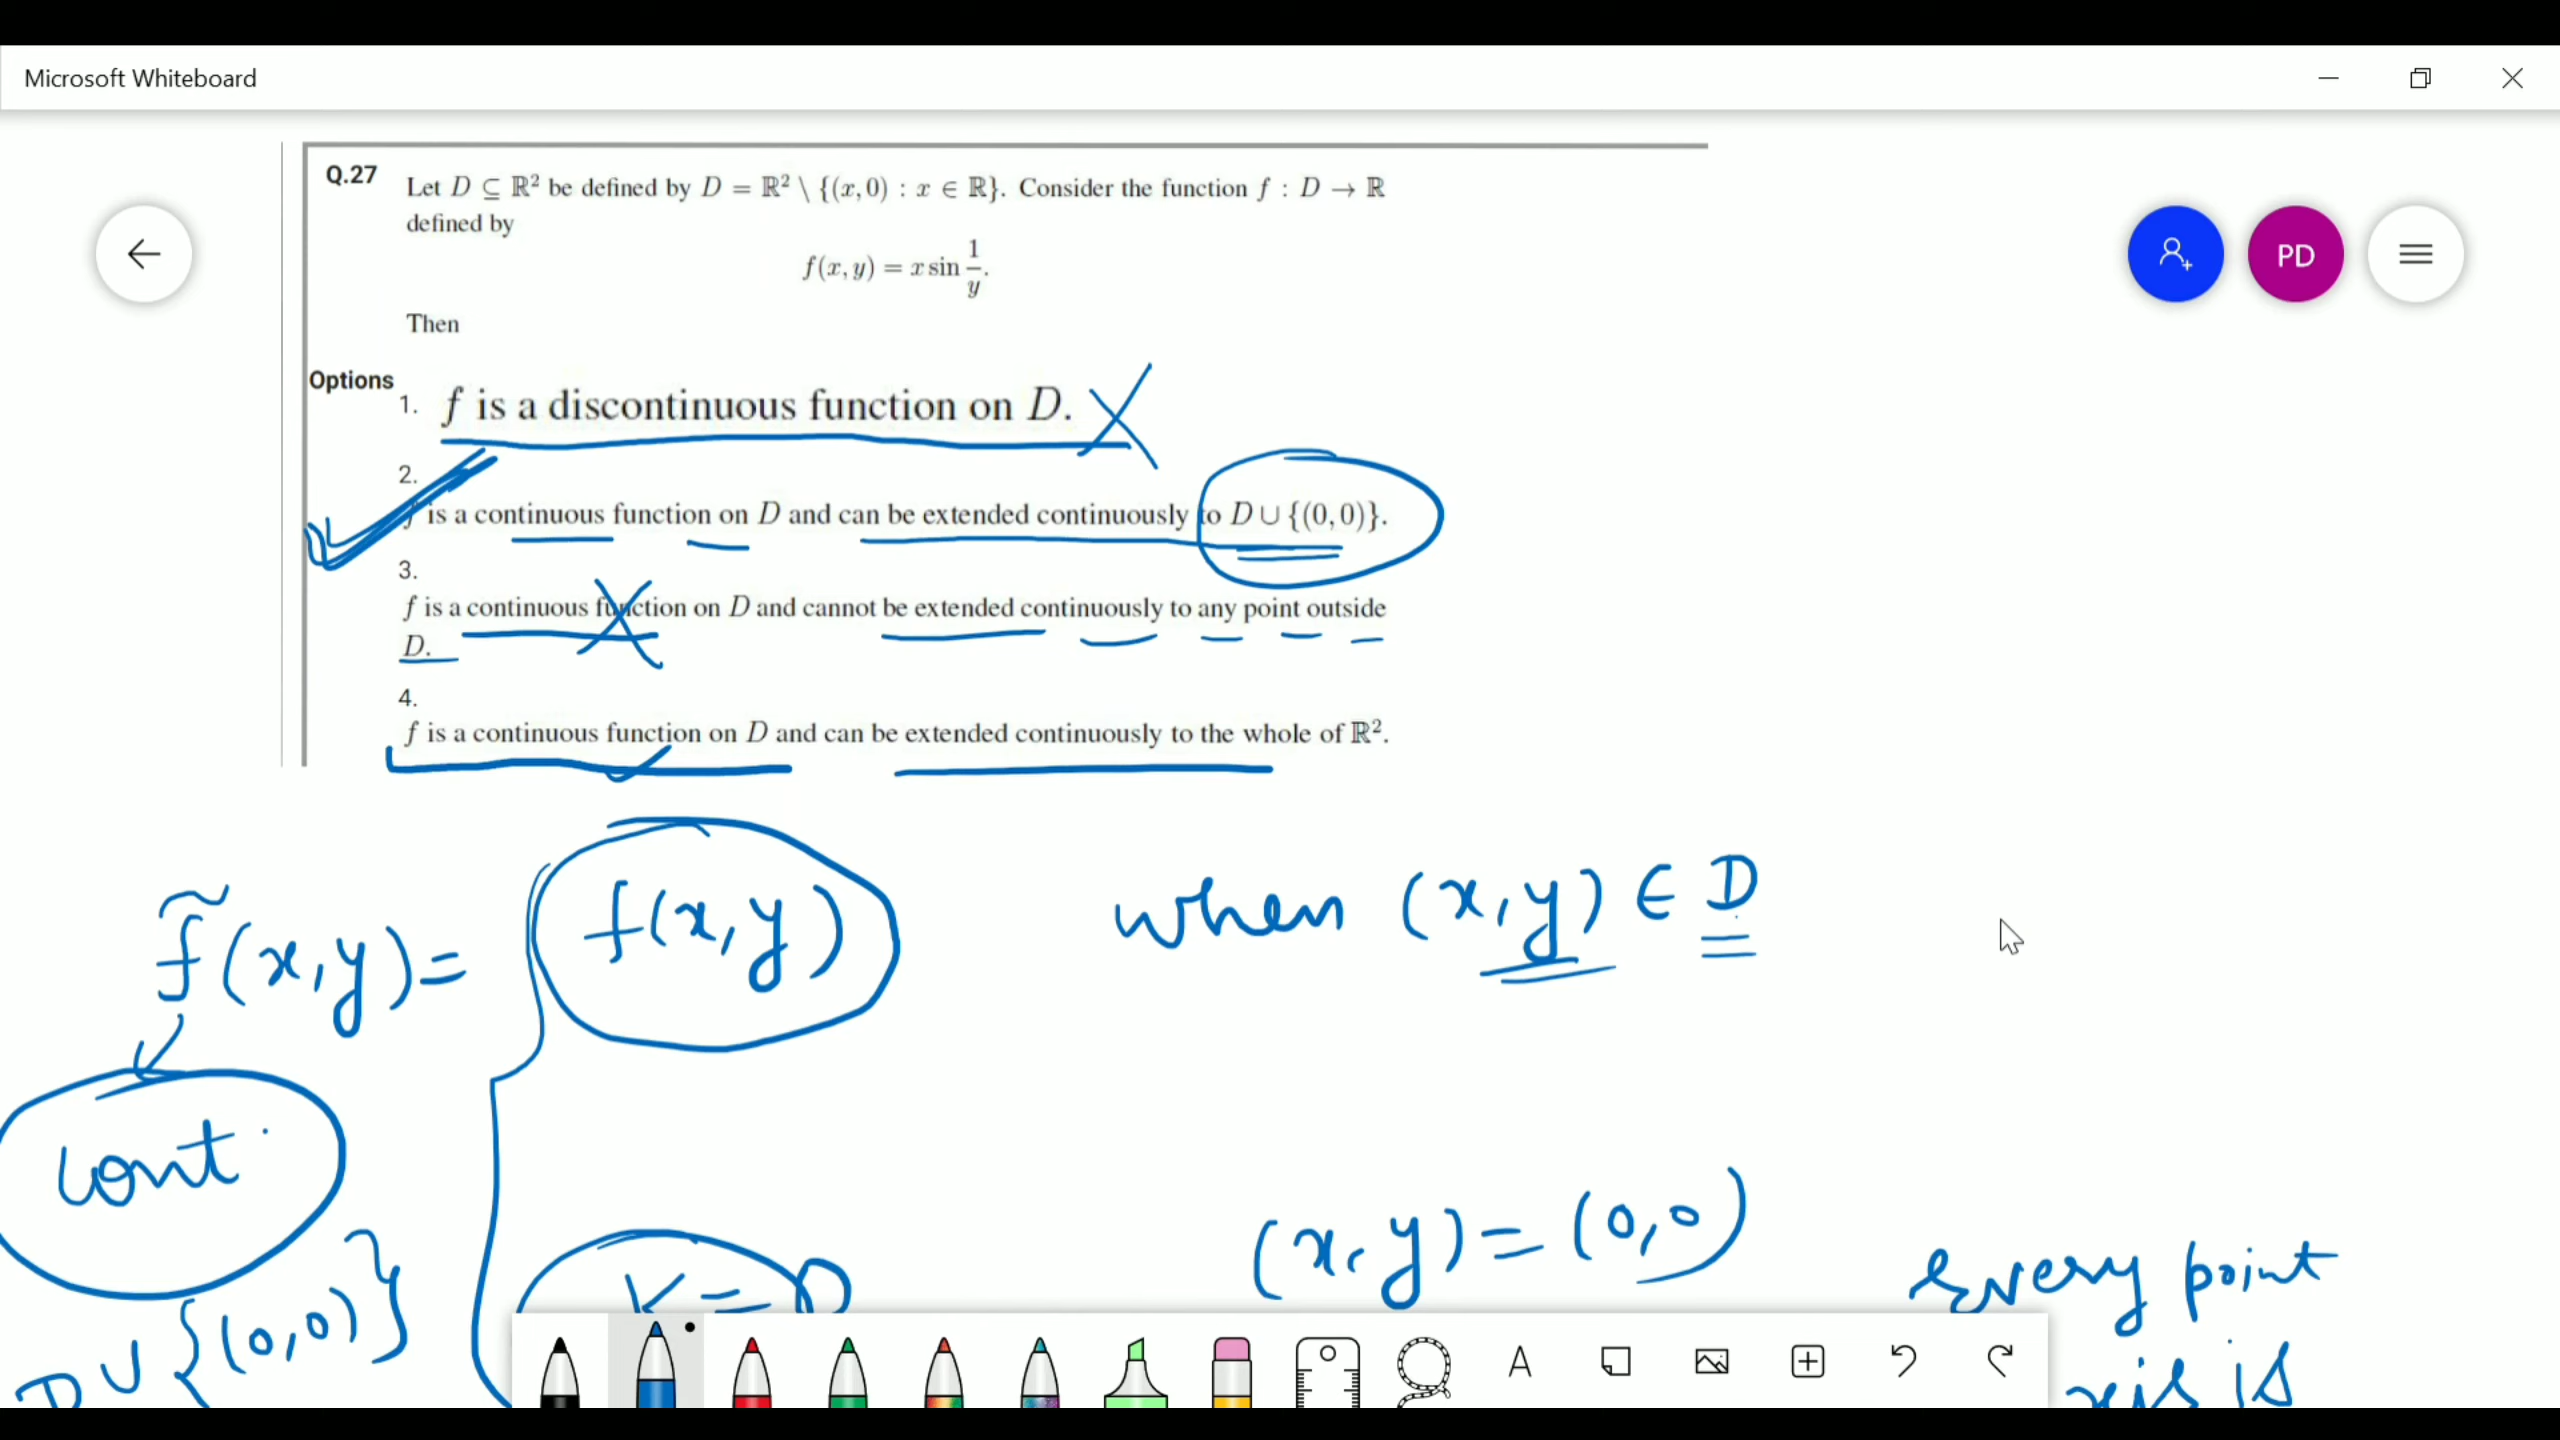 Microsoft Whiteboard
Q.27 Let D ⊆ ℝ² be defined by D = ℝ² \ {(x,0) : x ∈ ℝ}. Consider the function f : D → ℝ
defined by
f(x,y) = x sin 1/y.
Then
Options
1. f is a discontinuous function on D.
2.
f is a continuous function on D and can be extended continuously to D ∪ {(0,0)}.
3.
f is a continuous function on D and cannot be extended continuously to any point outside
D.
4.
f is a continuous function on D and can be extended continuously to the whole of ℝ².
PD
f̃(x,y)= f(x,y) when (x,y) ∈ D
cont.
(x,y)=(0,0)
D ∪ {(0,0)}
K=0
Every point
is
A